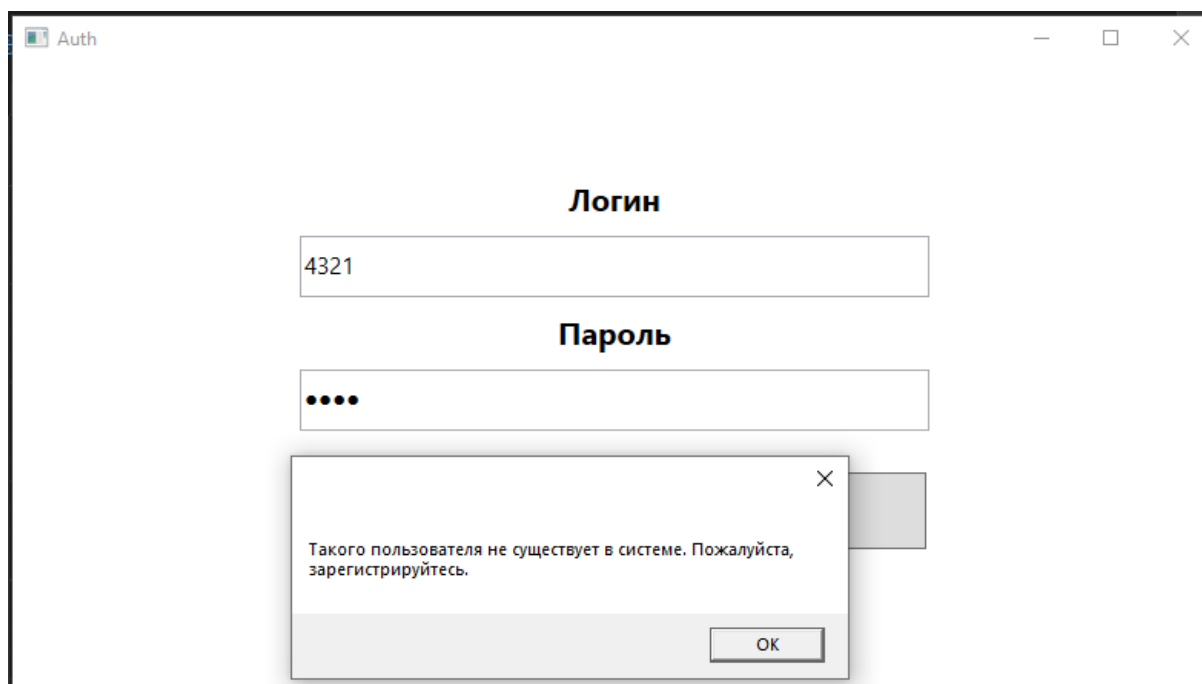 Auth
Логин
4321
Пароль
••••
Такого пользователя не существует в системе. Пожалуйста,
зарегистрируйтесь.
OK